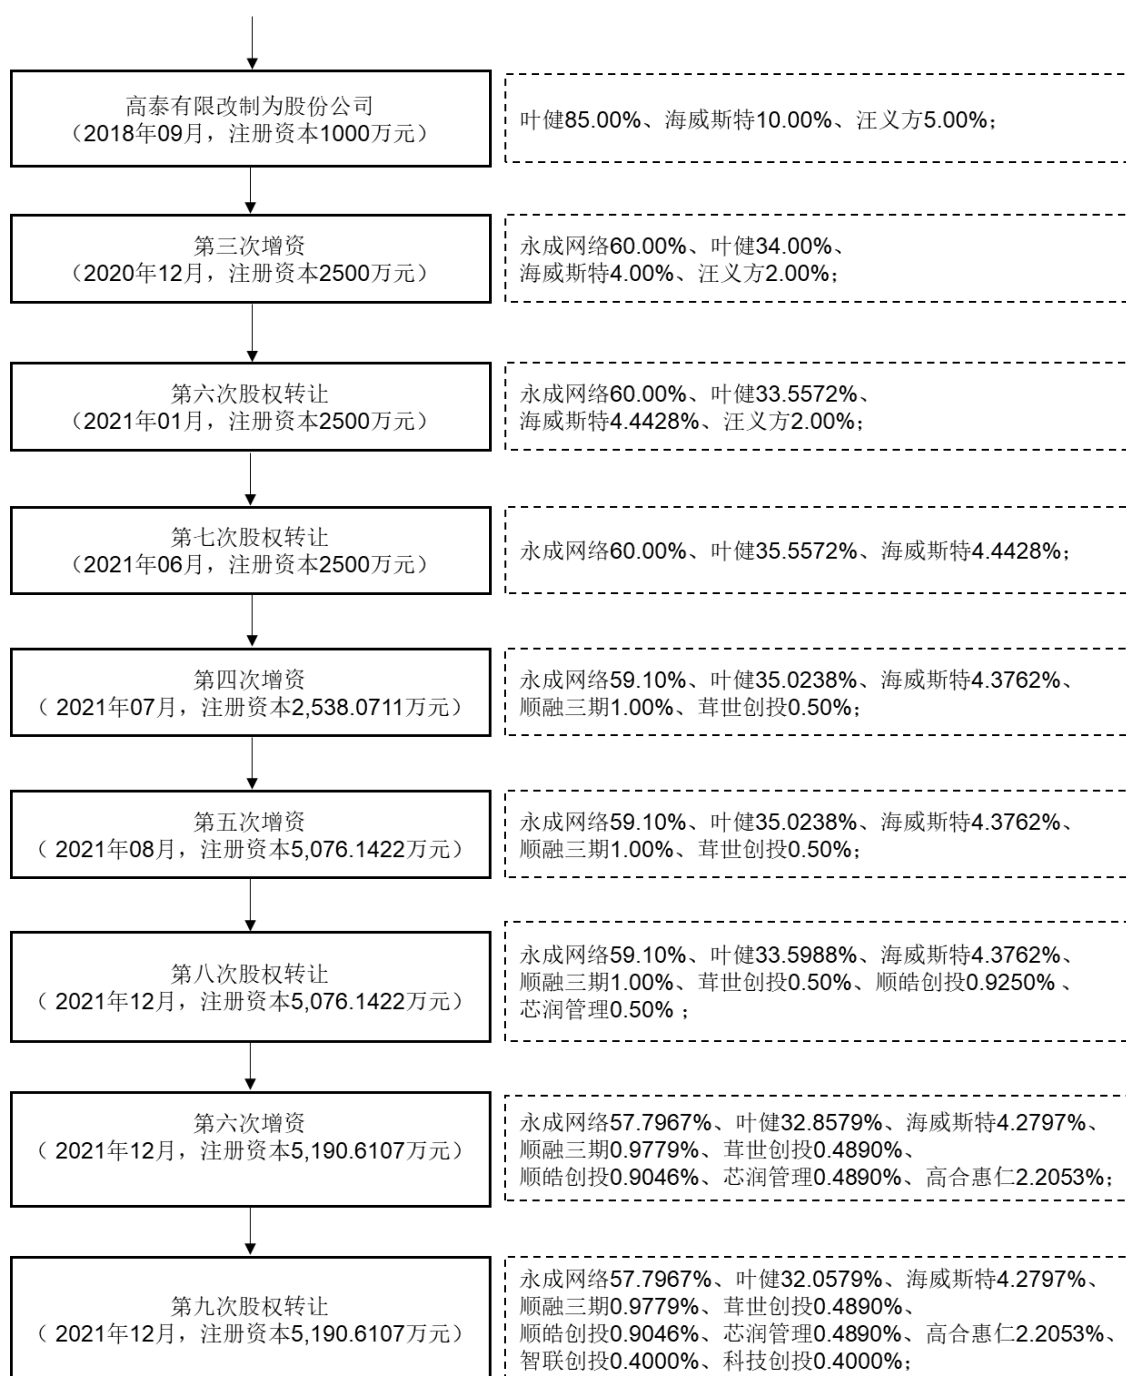 高泰有限改制为股份公司
（2018年09月，注册资本1000万元）
叶健85.00%、海威斯特10.00%、汪义方5.00%；
第三次增资
（2020年12月，注册资本2500万元）
永成网络60.00%、叶健34.00%、
海威斯特4.00%、汪义方2.00%；
第六次股权转让
（2021年01月，注册资本2500万元）
永成网络60.00%、叶健33.5572%、
海威斯特4.4428%、汪义方2.00%；
第七次股权转让
（2021年06月，注册资本2500万元）
永成网络60.00%、叶健35.5572%、海威斯特4.4428%；
第四次增资
（ 2021年07月，注册资本2,538.0711万元）
永成网络59.10%、叶健35.0238%、海威斯特4.3762%、
顺融三期1.00%、茸世创投0.50%；
第五次增资
（ 2021年08月，注册资本5,076.1422万元）
永成网络59.10%、叶健35.0238%、海威斯特4.3762%、
顺融三期1.00%、茸世创投0.50%；
第八次股权转让
（ 2021年12月，注册资本5,076.1422万元）
永成网络59.10%、叶健33.5988%、海威斯特4.3762%、
顺融三期1.00%、茸世创投0.50%、顺皓创投0.9250% 、
芯润管理0.50% ；
第六次增资
（ 2021年12月，注册资本5,190.6107万元）
永成网络57.7967%、叶健32.8579%、海威斯特4.2797%、
顺融三期0.9779%、茸世创投0.4890%、
顺皓创投0.9046%、芯润管理0.4890%、高合惠仁2.2053%；
第九次股权转让
（ 2021年12月，注册资本5,190.6107万元）
永成网络57.7967%、叶健32.0579%、海威斯特4.2797%、
顺融三期0.9779%、茸世创投0.4890%、
顺皓创投0.9046%、芯润管理0.4890%、高合惠仁2.2053%、
智联创投0.4000%、科技创投0.4000%；